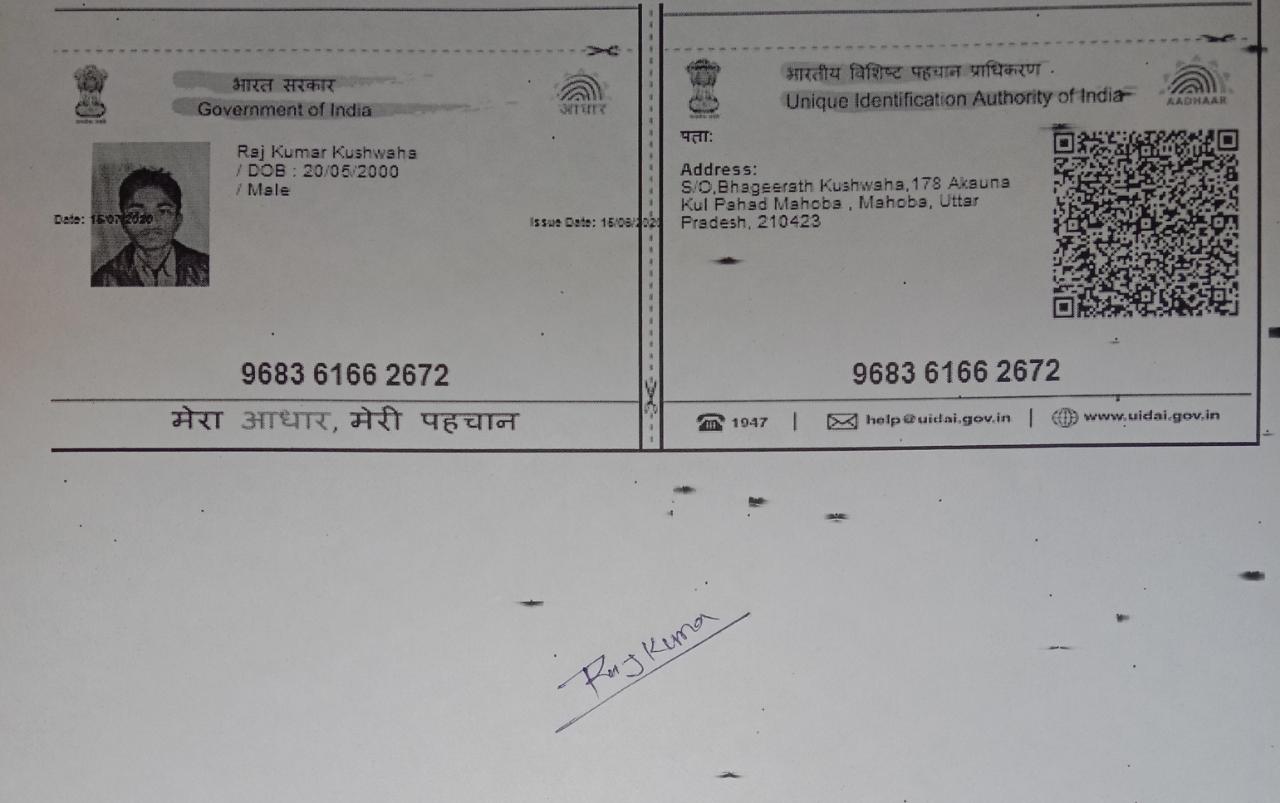 भारत सरकार
Government of India
आधार
Raj Kumar Kushwaha
/ DOB : 20/05/2000
/ Male
Date: 15/07/2020
Issue Date: 15/06/2020
9683 6166 2672
मेरा आधार, मेरी पहचान
भारतीय विशिष्ट पहचान प्राधिकरण
Unique Identification Authority of India
AADHAAR
पता:
Address:
S/O,Bhageerath Kushwaha,178 Akauna
Kul Pahad Mahoba , Mahoba, Uttar
Pradesh, 210423
9683 6166 2672
1947 | help@uidai.gov.in | www.uidai.gov.in
Raj Kuma